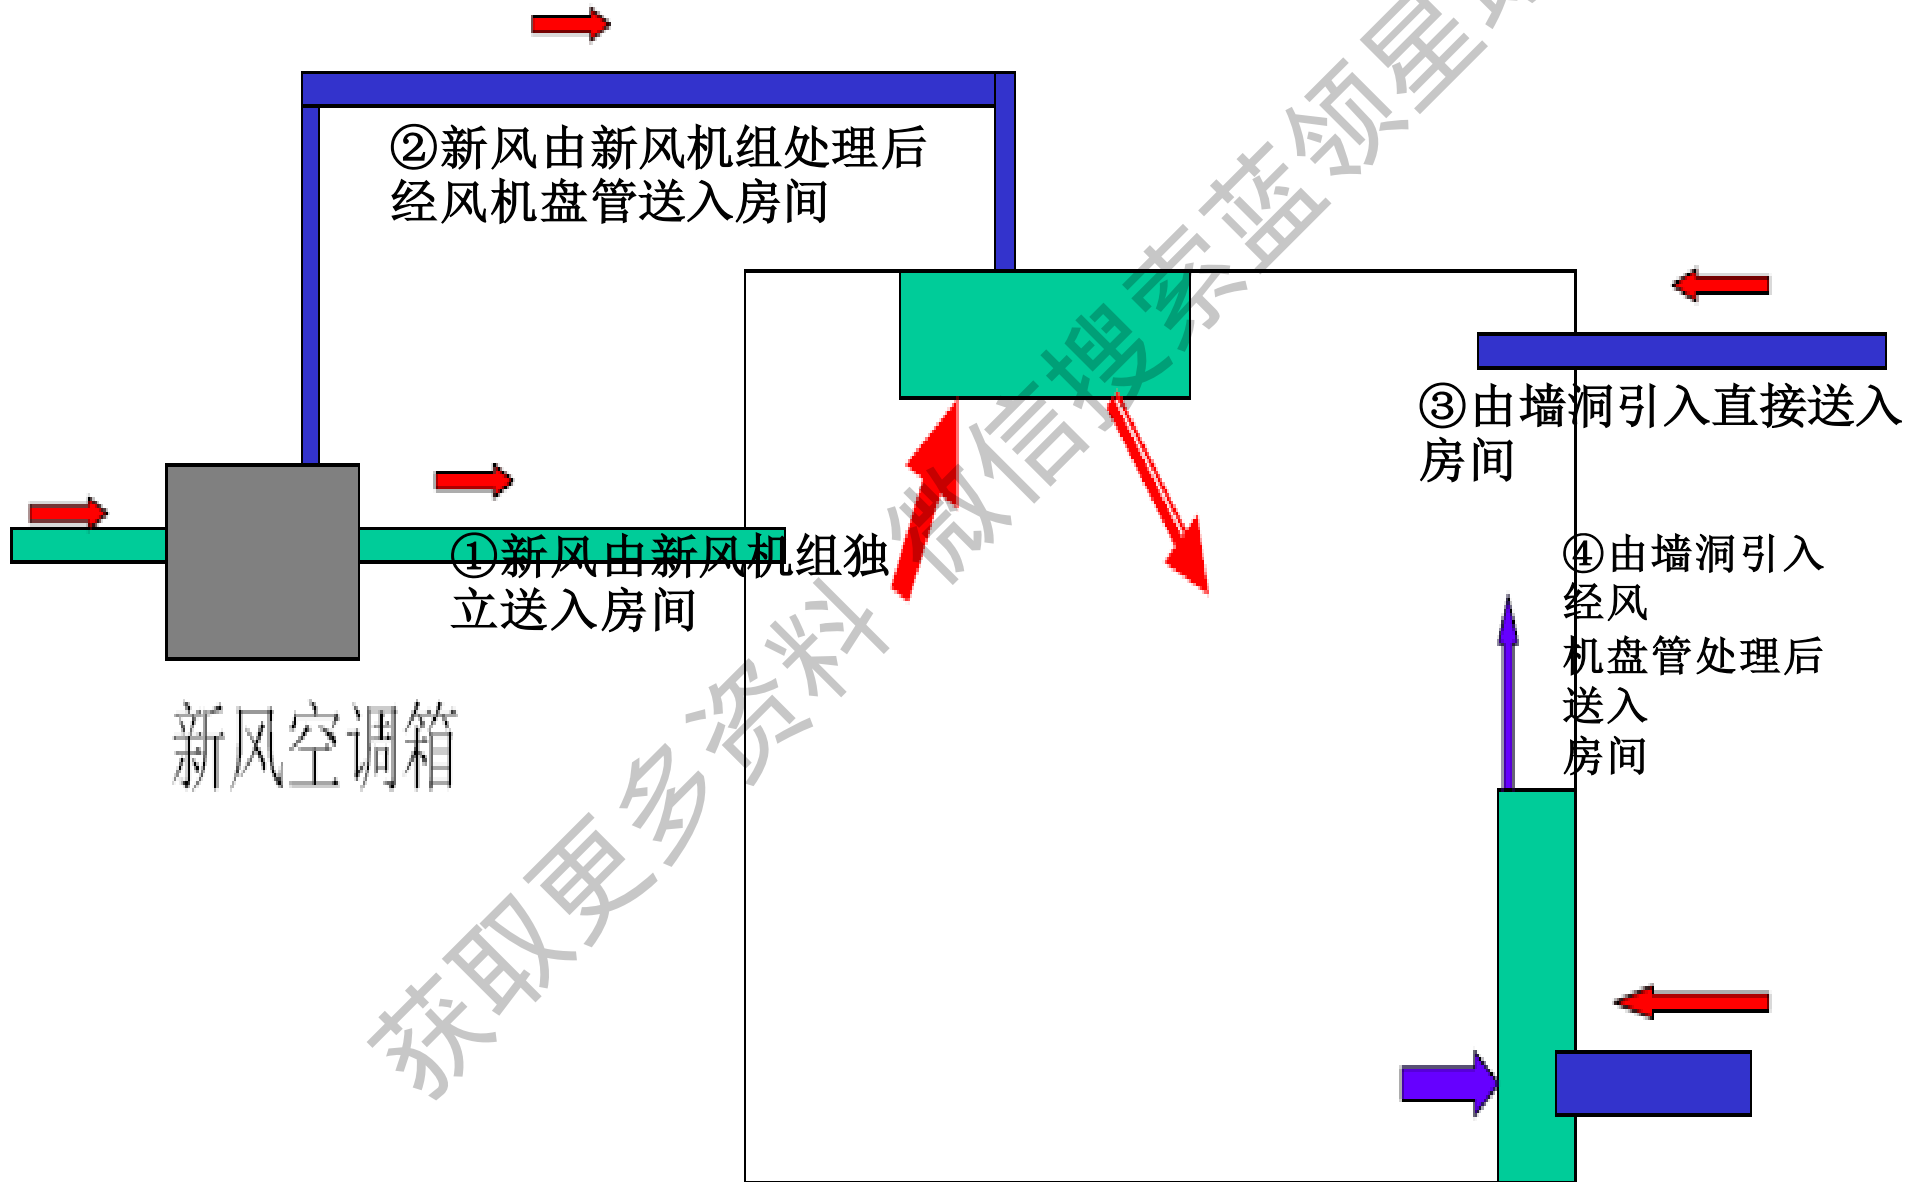 ②新风由新风机组处理后
经风机盘管送入房间
③由墙洞引入直接送入
房间
①新风由新风机组独
立送入房间
④由墙洞引入
经风
机盘管处理后
送入
房间
新风空调箱
获取更多资料 微信搜索蓝领星